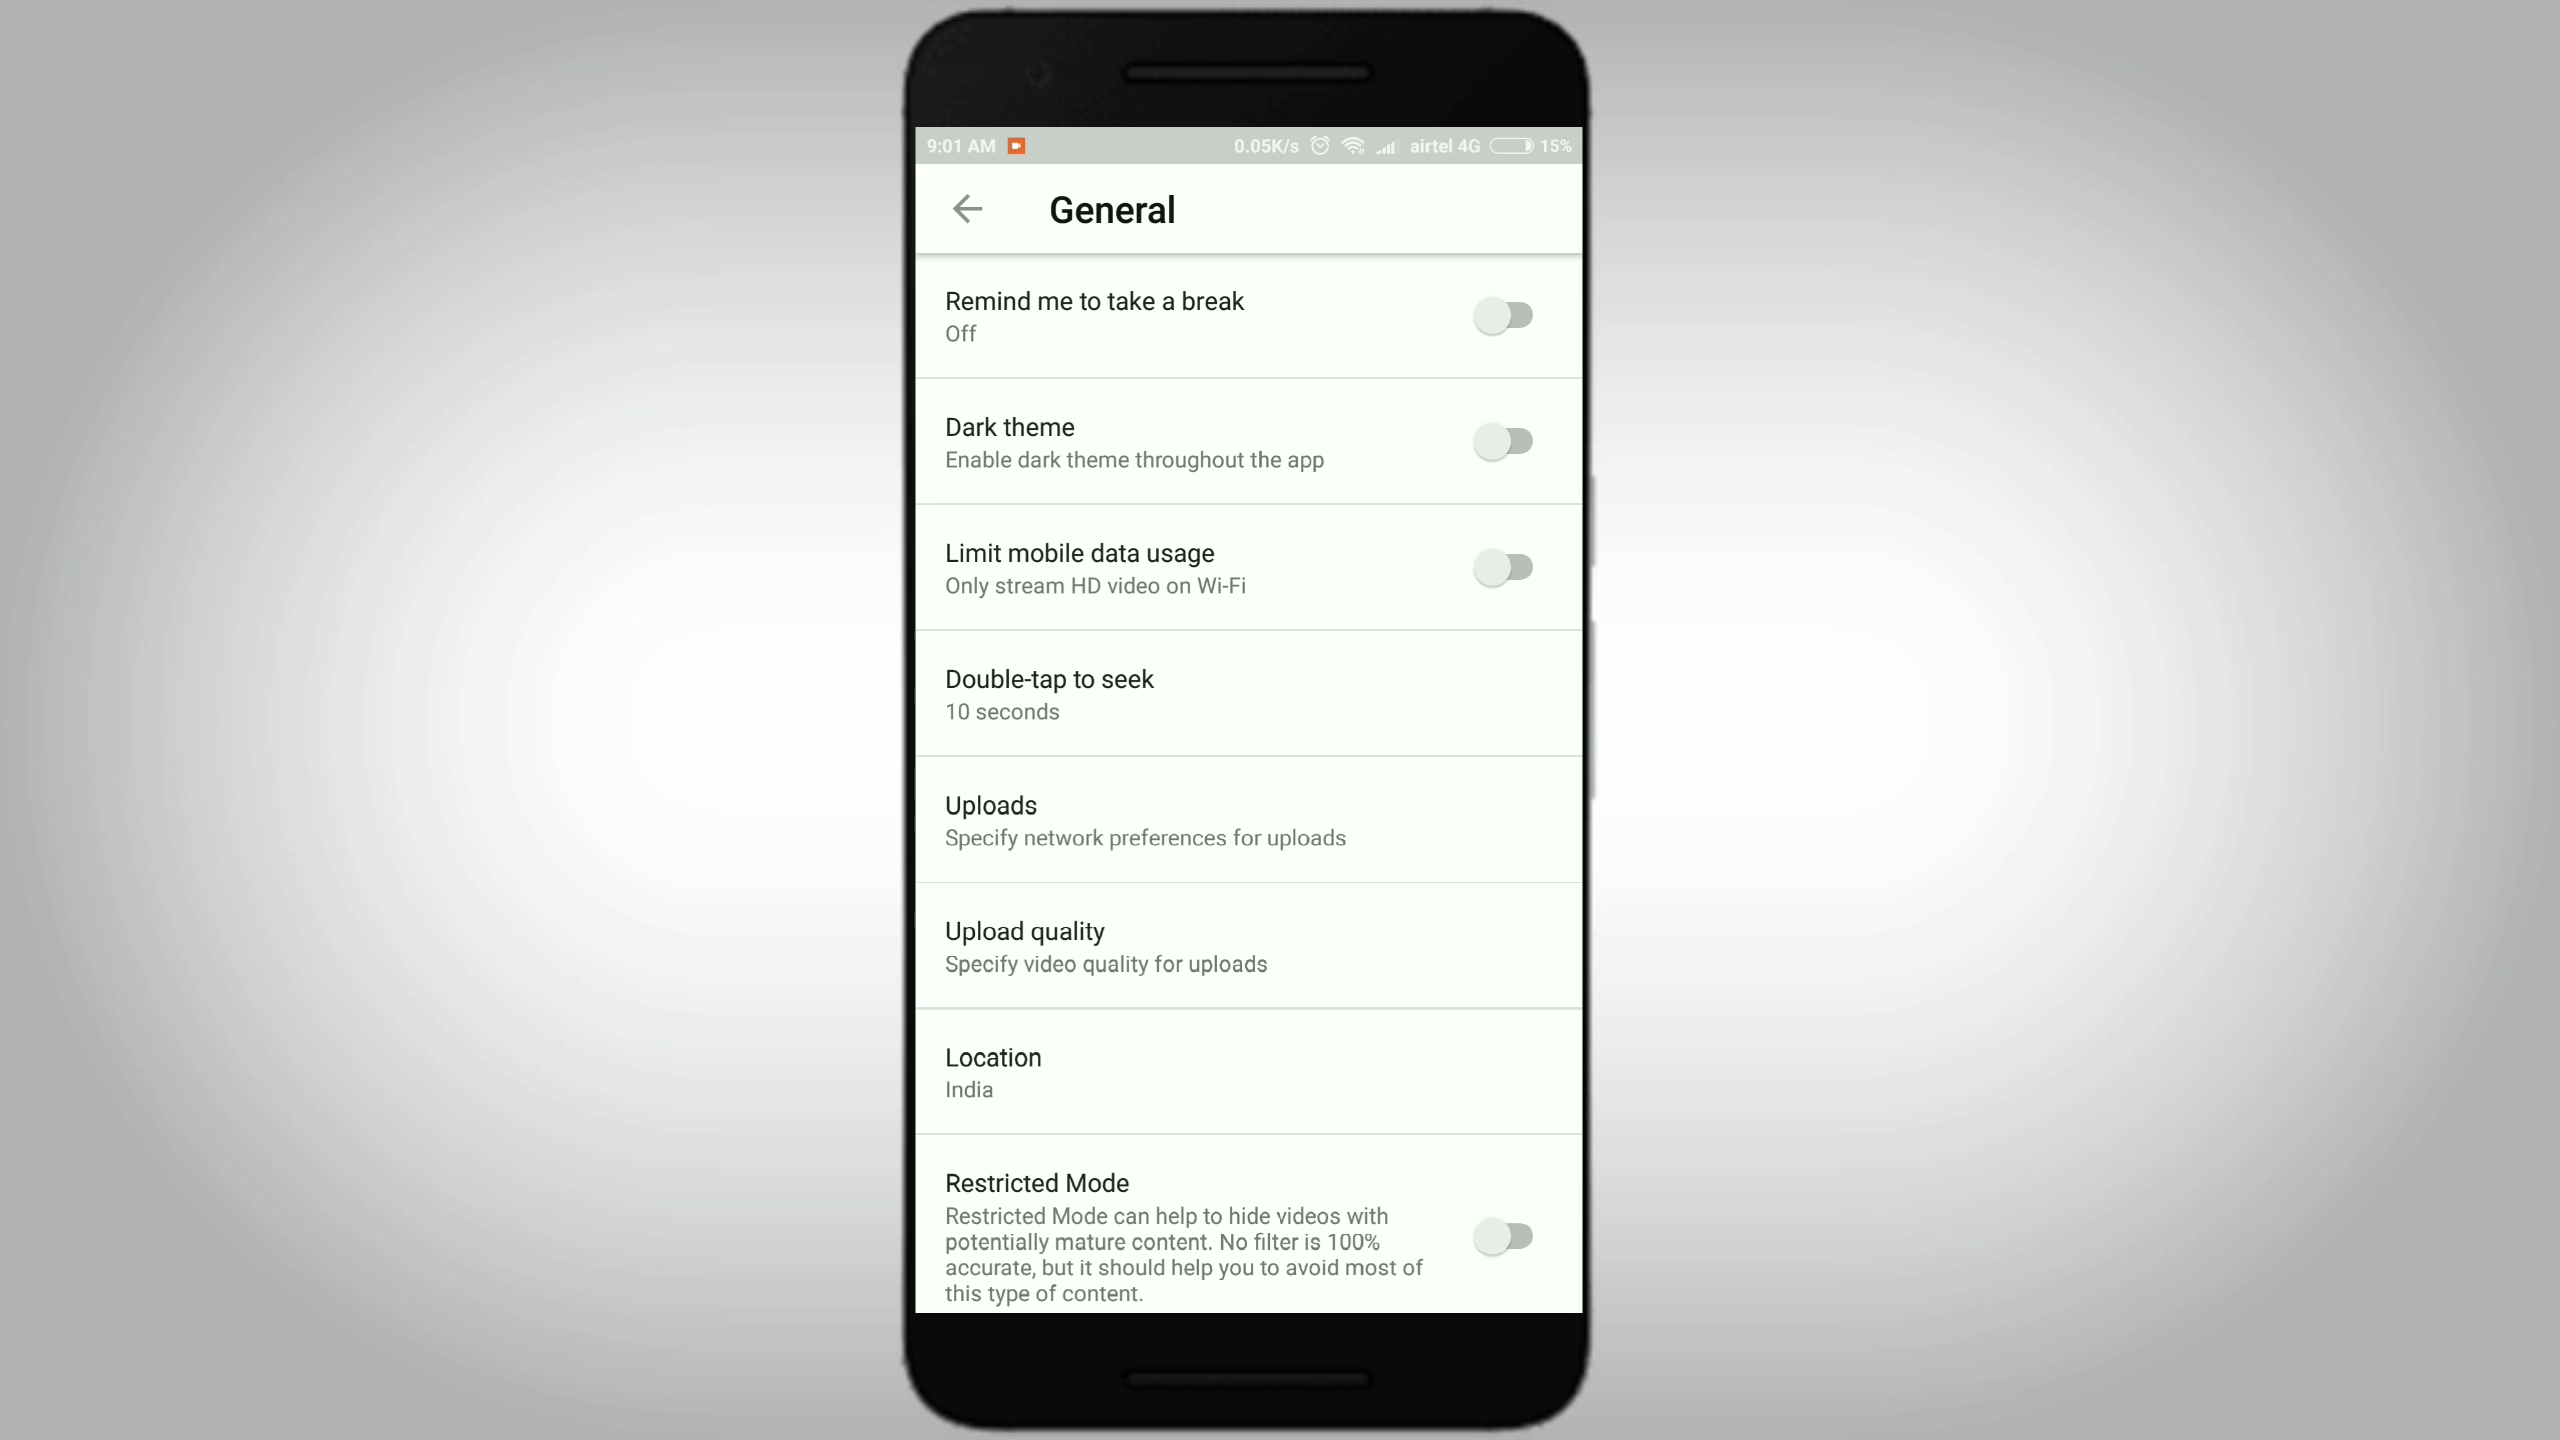 9:01 AM 0.05K/s airtel 4G 15%
General
Remind me to take a break
Off
Dark theme
Enable dark theme throughout the app
Limit mobile data usage
Only stream HD video on Wi-Fi
Double-tap to seek
10 seconds
Uploads
Specify network preferences for uploads
Upload quality
Specify video quality for uploads
Location
India
Restricted Mode
Restricted Mode can help to hide videos with
potentially mature content. No filter is 100%
accurate, but it should help you to avoid most of
this type of content.